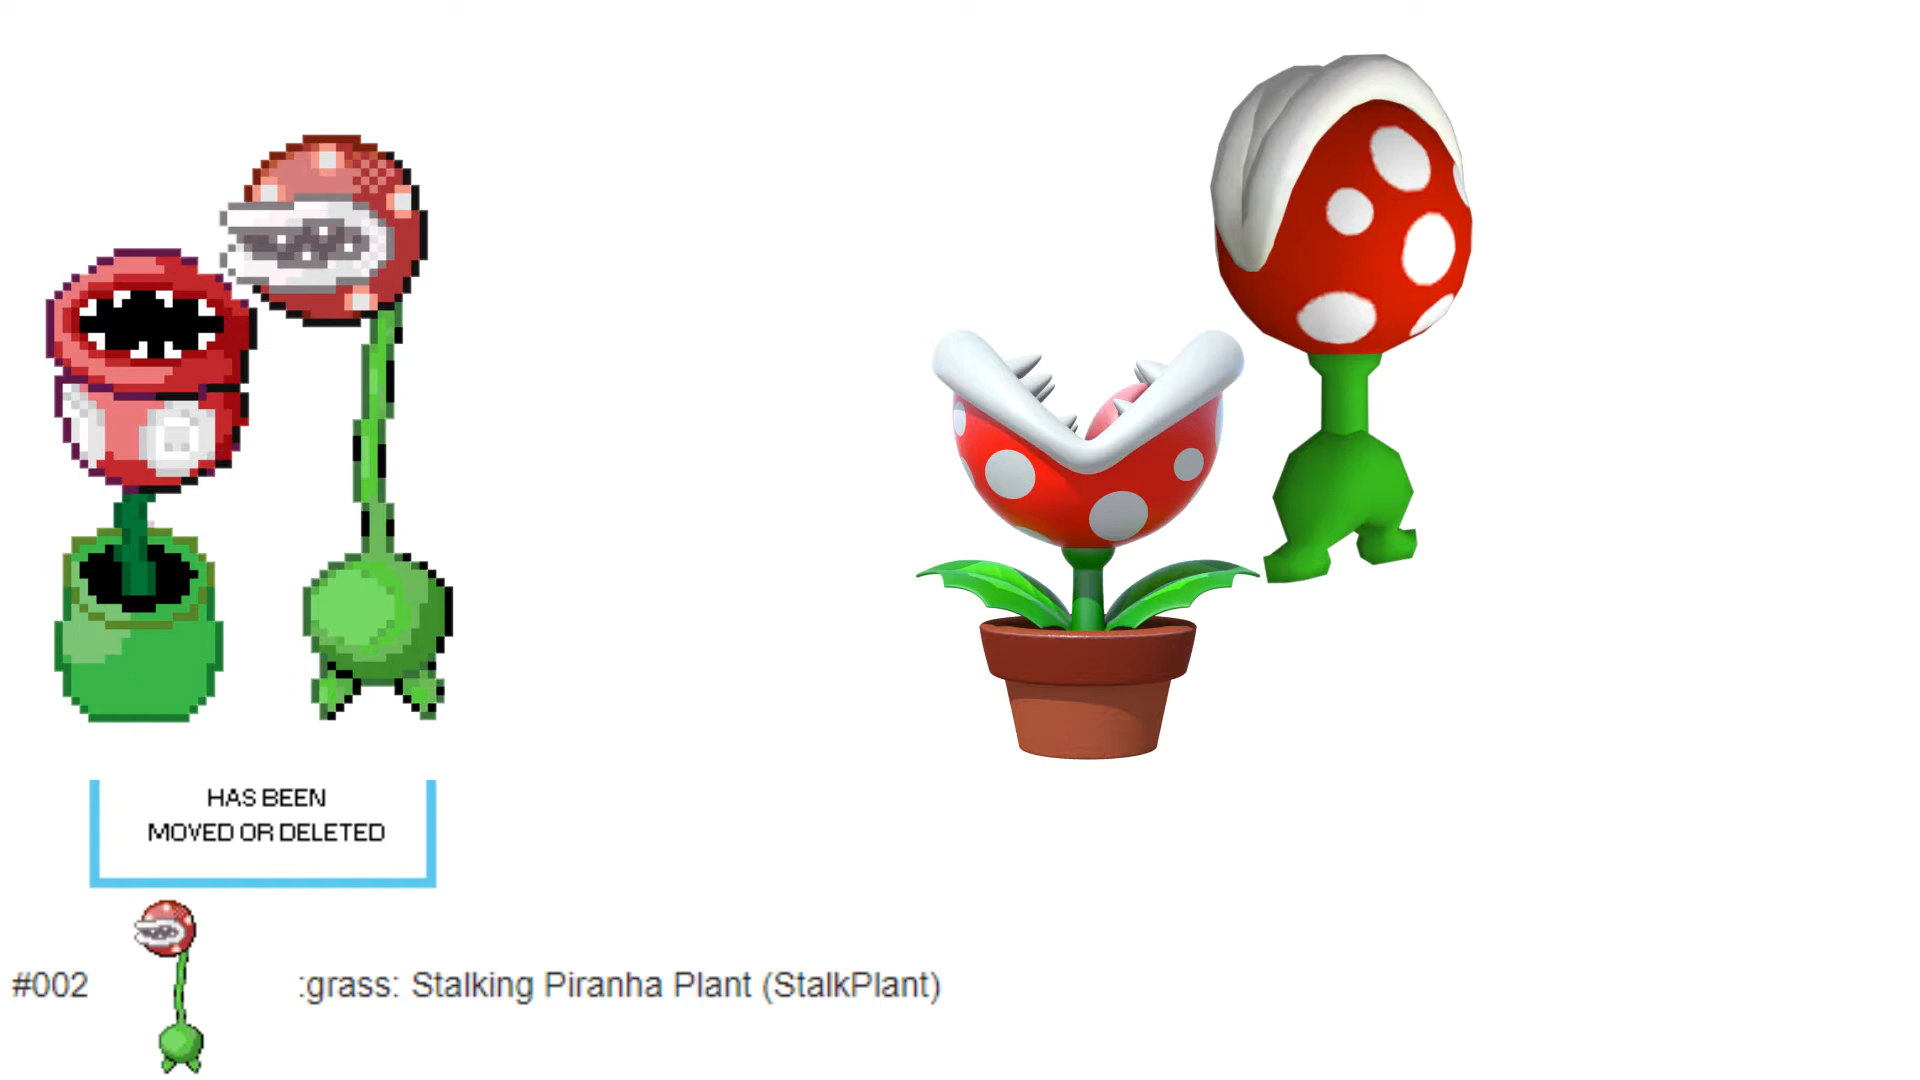 HAS BEEN
MOVED OR DELETED
#002 :grass: Stalking Piranha Plant (StalkPlant)